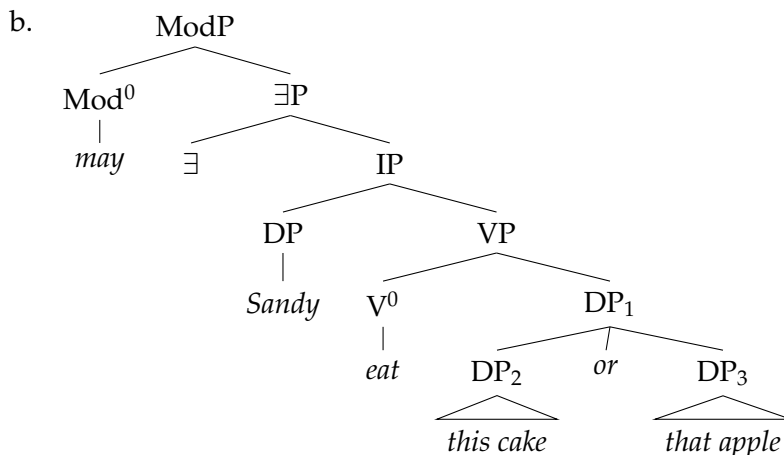 b. ModP
Mod⁰ ∃P
may ∃ IP
DP VP
Sandy V⁰ DP₁
eat DP₂ or DP₃
this cake that apple